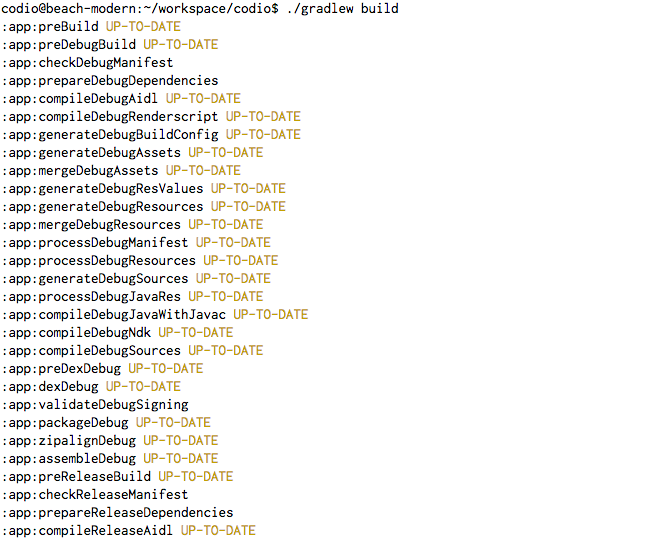 codio@beach-modern:~/workspace/codio$ ./gradlew build
:app:preBuild UP-TO-DATE
:app:preDebugBuild UP-TO-DATE
:app:checkDebugManifest
:app:prepareDebugDependencies
:app:compileDebugAidl UP-TO-DATE
:app:compileDebugRenderscript UP-TO-DATE
:app:generateDebugBuildConfig UP-TO-DATE
:app:generateDebugAssets UP-TO-DATE
:app:mergeDebugAssets UP-TO-DATE
:app:generateDebugResValues UP-TO-DATE
:app:generateDebugResources UP-TO-DATE
:app:mergeDebugResources UP-TO-DATE
:app:processDebugManifest UP-TO-DATE
:app:processDebugResources UP-TO-DATE
:app:generateDebugSources UP-TO-DATE
:app:processDebugJavaRes UP-TO-DATE
:app:compileDebugJavaWithJavac UP-TO-DATE
:app:compileDebugNdk UP-TO-DATE
:app:compileDebugSources UP-TO-DATE
:app:preDexDebug UP-TO-DATE
:app:dexDebug UP-TO-DATE
:app:validateDebugSigning
:app:packageDebug UP-TO-DATE
:app:zipalignDebug UP-TO-DATE
:app:assembleDebug UP-TO-DATE
:app:preReleaseBuild UP-TO-DATE
:app:checkReleaseManifest
:app:prepareReleaseDependencies
:app:compileReleaseAidl UP-TO-DATE